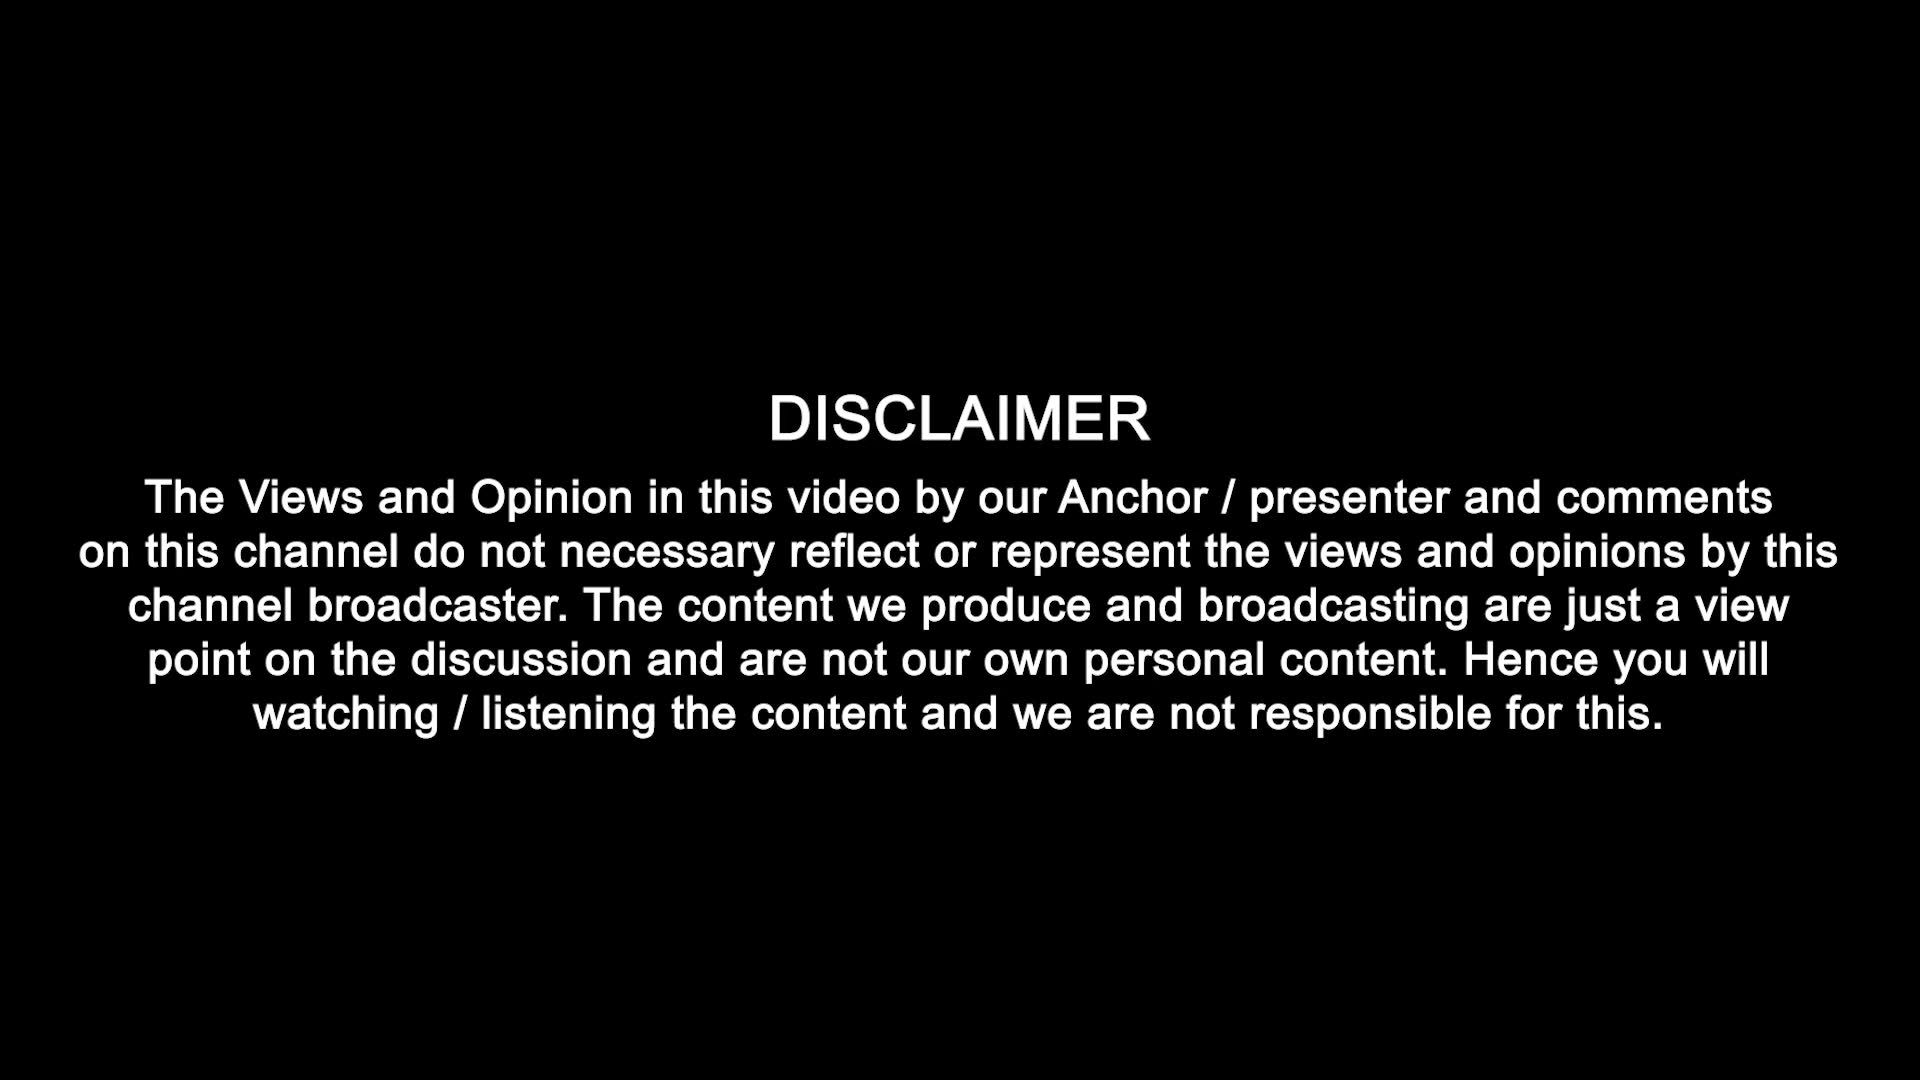 DISCLAIMER
The Views and Opinion in this video by our Anchor / presenter and comments
on this channel do not necessary reflect or represent the views and opinions by this
channel broadcaster. The content we produce and broadcasting are just a view
point on the discussion and are not our own personal content. Hence you will
watching / listening the content and we are not responsible for this.